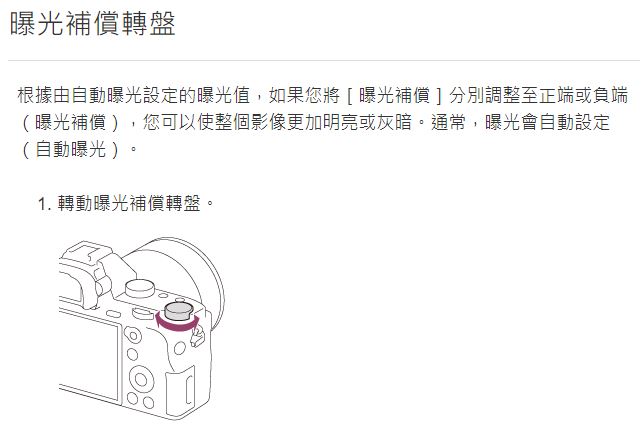 曝光補償轉盤
根據由自動曝光設定的曝光值，如果您將［曝光補償］分別調整至正端或負端
（曝光補償），您可以使整個影像更加明亮或灰暗。通常，曝光會自動設定
（自動曝光）。
1. 轉動曝光補償轉盤。